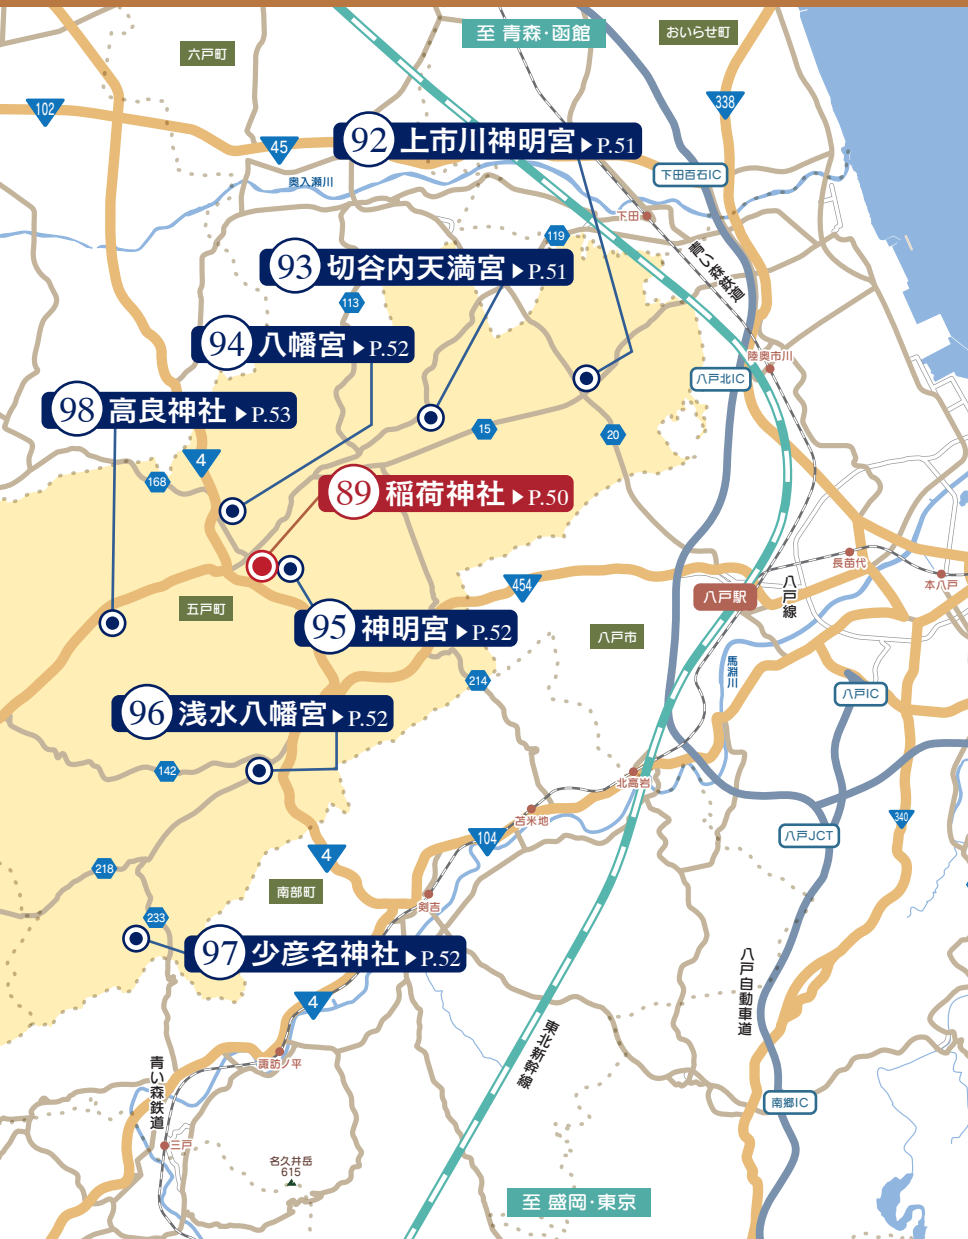 至 青森・函館
おいらせ町
六戸町
102
338
45
92 上市川神明宮 ▶P.51
下田百石IC
奥入瀬川
下田
119
青い森鉄道
93 切谷内天満宮 ▶P.51
113
94 八幡宮 ▶P.52
陸奥市川
八戸北IC
98 高良神社 ▶P.53
15
20
4
168
89 稲荷神社 ▶P.50
長苗代
本八戸
454
八戸駅
八戸線
五戸町
95 神明宮 ▶P.52
八戸市
馬淵川
214
八戸IC
96 浅水八幡宮 ▶P.52
142
北高岩
苫米地
340
八戸JCT
104
4
218
南部町
剣吉
233
97 少彦名神社 ▶P.52
八戸自動車道
4
東北新幹線
諏訪ノ平
青い森鉄道
南郷IC
三戸
名久井岳
615
至 盛岡・東京